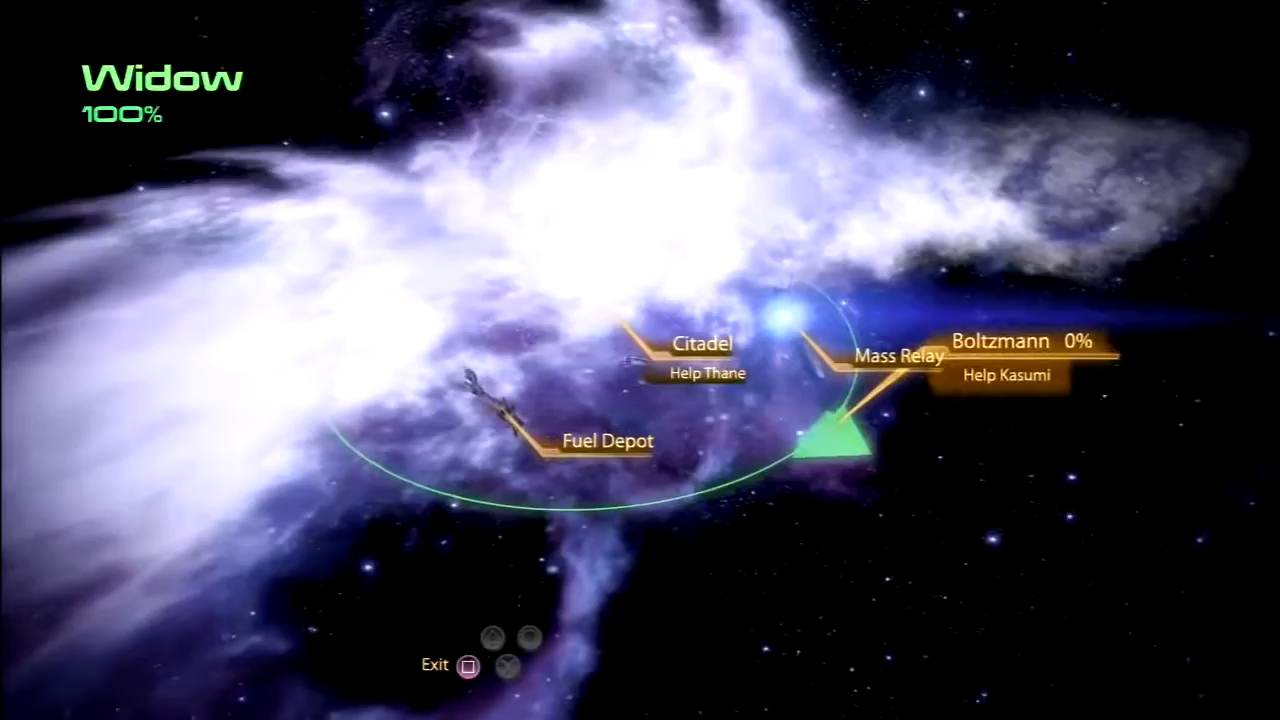 Widow
100%
Citadel
Help Thane
Mass Relay
Boltzmann 0%
Help Kasumi
Fuel Depot
Exit